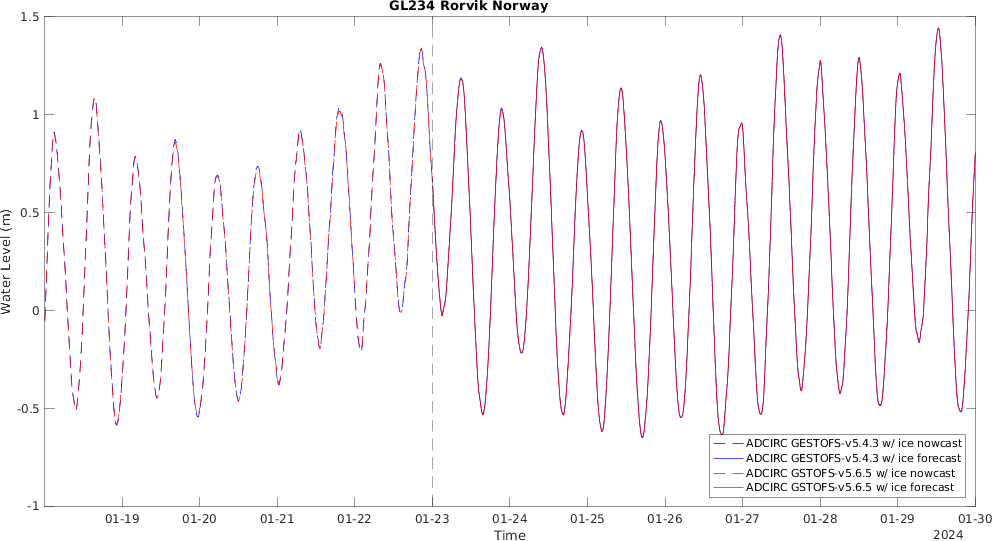 GL234 Rorvik Norway
1.5
1
0.5
0
-0.5
-1
Water Level (m)
ADCIRC GESTOFS-v5.4.3 w/ ice nowcast
ADCIRC GESTOFS-v5.4.3 w/ ice forecast
ADCIRC GSTOFS-v5.6.5 w/ ice nowcast
ADCIRC GSTOFS-v5.6.5 w/ ice forecast
01-19 01-20 01-21 01-22 01-23 01-24 01-25 01-26 01-27 01-28 01-29 01-30
Time
2024